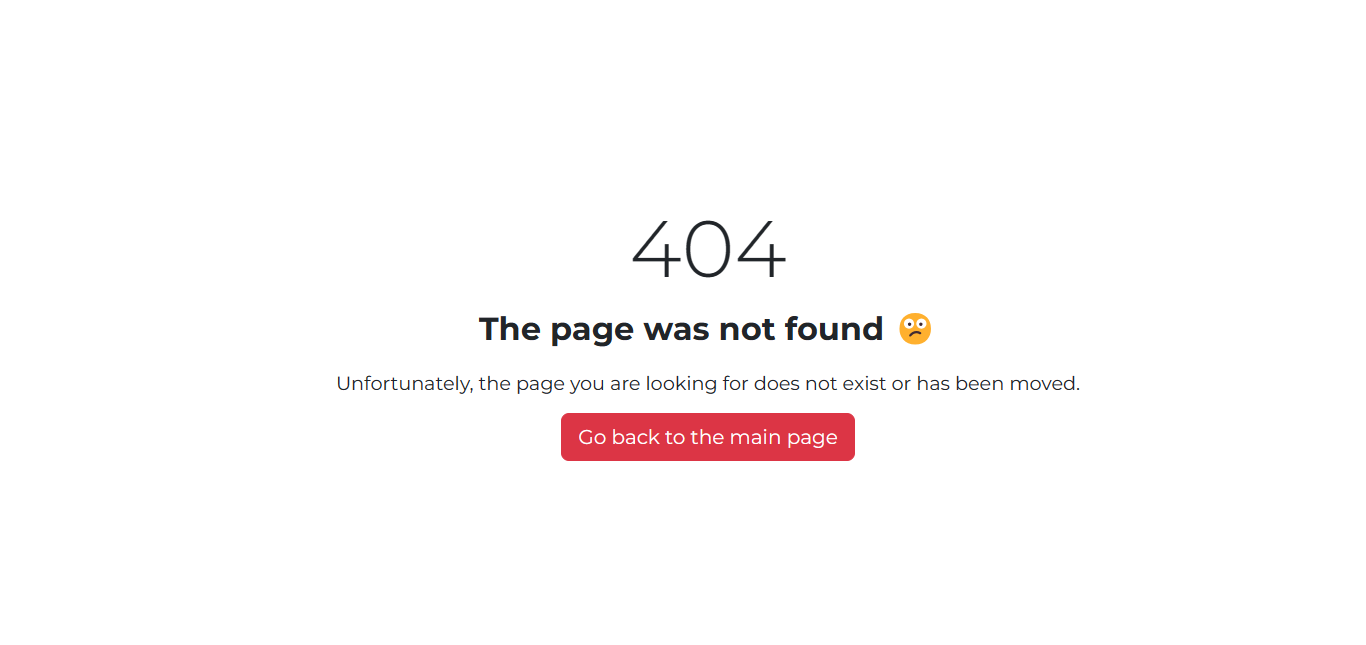 404
The page was not found 😕
Unfortunately, the page you are looking for does not exist or has been moved.
Go back to the main page